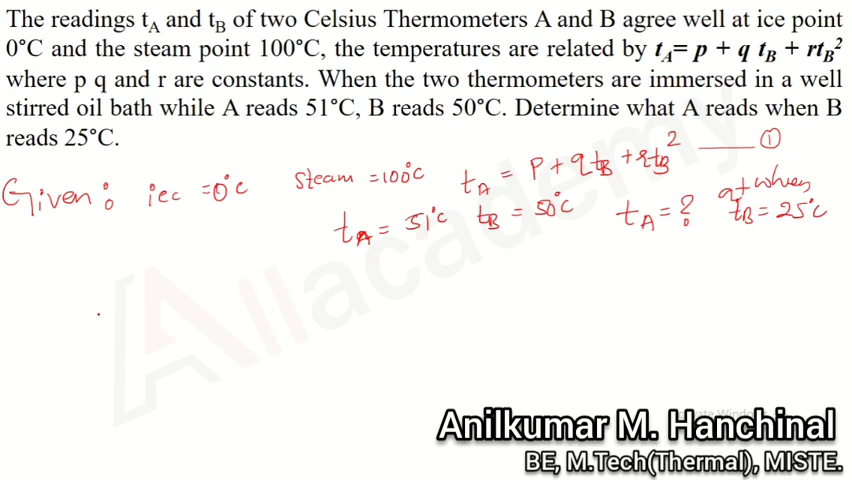 The readings tA and tB of two Celsius Thermometers A and B agree well at ice point
0°C and the steam point 100°C, the temperatures are related by tA= p + q tB + rtB²
where p q and r are constants. When the two thermometers are immersed in a well
stirred oil bath while A reads 51°C, B reads 50°C. Determine what A reads when B
reads 25°C.
Given: ice =0°C steam =100°C tA = P + qtB + rtB² ——— ①
tA = 51°C tB = 50°C tA = ? at when tB = 25°C
Allacademy
Anilkumar M. Hanchinal
BE, M.Tech(Thermal), MISTE.